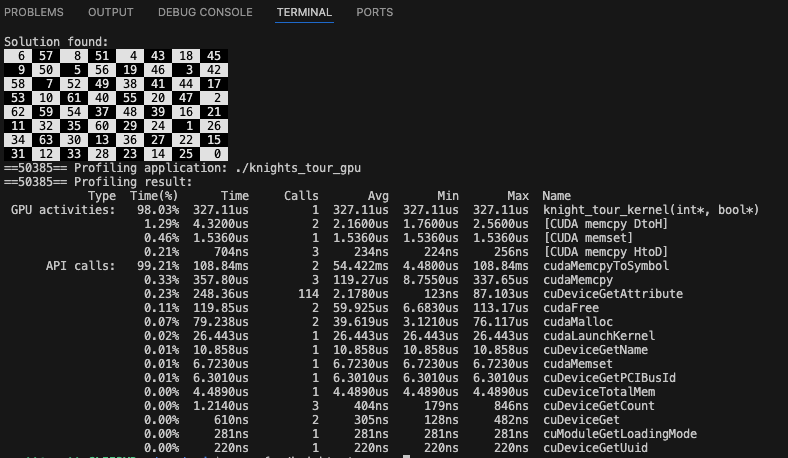 PROBLEMS OUTPUT DEBUG CONSOLE TERMINAL PORTS
Solution found:
6 57 8 51 4 43 18 45
9 50 5 56 19 46 3 42
58 7 52 49 38 41 44 17
53 10 61 40 55 20 47 2
62 59 54 37 48 39 16 21
11 32 35 60 29 24 1 26
34 63 30 13 36 27 22 15
31 12 33 28 23 14 25 0
==50385== Profiling application: ./knights_tour_gpu
==50385== Profiling result:
Type Time(%) Time Calls Avg Min Max Name
GPU activities: 98.03% 327.11us 1 327.11us 327.11us 327.11us knight_tour_kernel(int*, bool*)
1.29% 4.3200us 2 2.1600us 1.7600us 2.5600us [CUDA memcpy DtoH]
0.46% 1.5360us 1 1.5360us 1.5360us 1.5360us [CUDA memset]
0.21% 704ns 3 234ns 224ns 256ns [CUDA memcpy HtoD]
API calls: 99.21% 108.84ms 2 54.422ms 4.4800us 108.84ms cudaMemcpyToSymbol
0.33% 357.80us 3 119.27us 8.7550us 337.65us cudaMemcpy
0.23% 248.36us 114 2.1780us 123ns 87.103us cuDeviceGetAttribute
0.11% 119.85us 2 59.925us 6.6830us 113.17us cudaFree
0.07% 79.238us 2 39.619us 3.1210us 76.117us cudaMalloc
0.02% 26.443us 1 26.443us 26.443us 26.443us cudaLaunchKernel
0.01% 10.858us 1 10.858us 10.858us 10.858us cuDeviceGetName
0.01% 6.7230us 1 6.7230us 6.7230us 6.7230us cudaMemset
0.01% 6.3010us 1 6.3010us 6.3010us 6.3010us cuDeviceGetPCIBusId
0.00% 4.4890us 1 4.4890us 4.4890us 4.4890us cuDeviceTotalMem
0.00% 1.2140us 3 404ns 179ns 846ns cuDeviceGetCount
0.00% 610ns 2 305ns 128ns 482ns cuDeviceGet
0.00% 281ns 1 281ns 281ns 281ns cuModuleGetLoadingMode
0.00% 220ns 1 220ns 220ns 220ns cuDeviceGetUuid